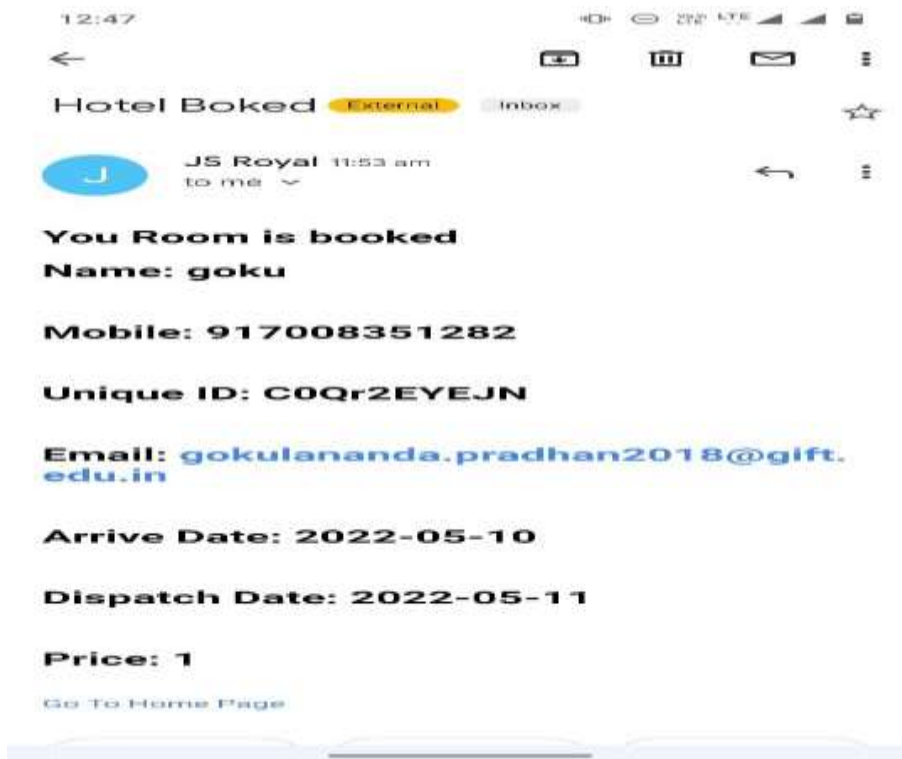 12:47
Hotel Boked External Inbox
JS Royal 11:53 am
to me
J
You Room is booked
Name: goku
Mobile: 917008351282
Unique ID: C0Qr2EYEJN
Email: gokulananda.pradhan2018@gift.
edu.in
Arrive Date: 2022-05-10
Dispatch Date: 2022-05-11
Price: 1
Go To Home Page